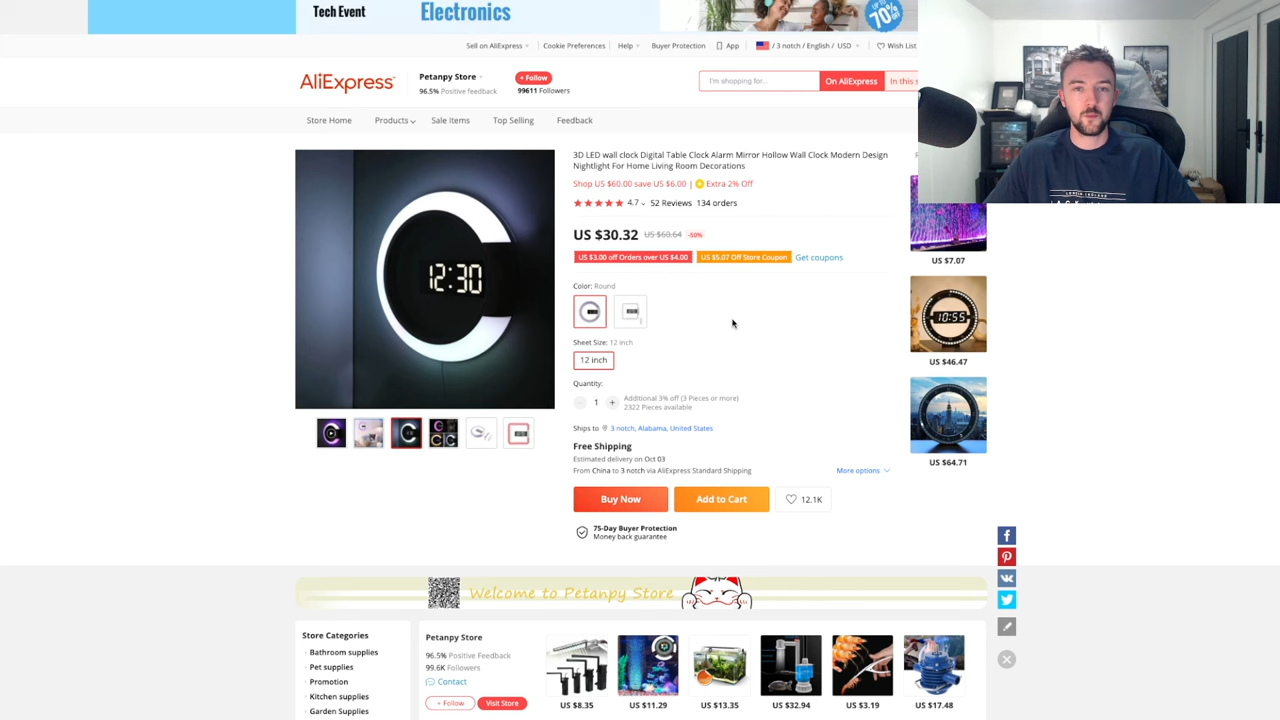 Tech Event
Electronics
UP TO
70%
OFF
Sell on AliExpress
Cookie Preferences
Help
Buyer Protection
App
/ 3 notch / English / USD
Wish List
AliExpress
Petanpy Store
96.5% Positive feedback
+ Follow
99611 Followers
I'm shopping for...
On AliExpress
In this s
Store Home
Products
Sale Items
Top Selling
Feedback
3D LED wall clock Digital Table Clock Alarm Mirror Hollow Wall Clock Modern Design
Nightlight For Home Living Room Decorations
Shop US $60.00 save US $6.00 | Extra 2% Off
4.7 52 Reviews 134 orders
US $30.32 US $60.64 -50%
US $3.00 off Orders over US $4.00
US $5.07 Off Store Coupon
Get coupons
Color: Round
Sheet Size: 12 inch
12 inch
Quantity:
1
Additional 3% off (3 Pieces or more)
2322 Pieces available
Ships to 3 notch, Alabama, United States
Free Shipping
Estimated delivery on Oct 03
From China to 3 notch via AliExpress Standard Shipping
More options
Buy Now
Add to Cart
12.1K
75-Day Buyer Protection
Money back guarantee
12:30
US $7.07
10:55
US $46.47
US $64.71
Welcome to Petanpy Store
Store Categories
Bathroom supplies
Pet supplies
Promotion
Kitchen supplies
Garden Supplies
Petanpy Store
96.5% Positive Feedback
99.6K Followers
Contact
+ Follow
Visit Store
US $8.35
US $11.29
US $13.35
US $32.94
US $3.19
US $17.48